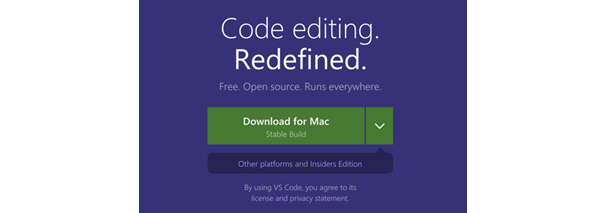 Code editing.
Redefined.
Free. Open source. Runs everywhere.
Download for Mac
Stable Build
Other platforms and Insiders Edition
By using VS Code, you agree to its
license and privacy statement.